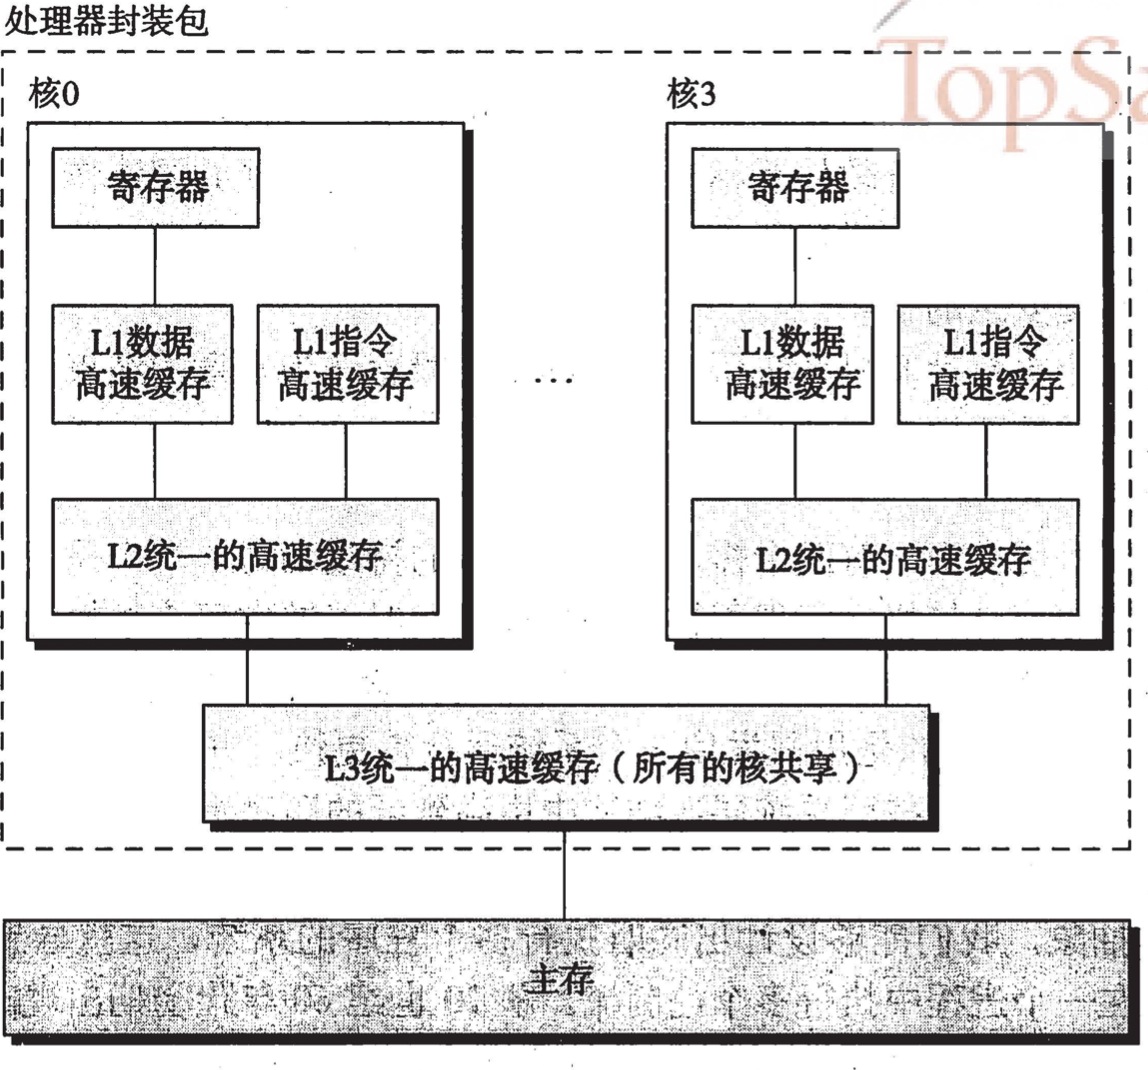 处理器封装包
TopSa
核0
核3
寄存器
寄存器
L1数据
高速缓存
L1指令
高速缓存
...
L1数据
高速缓存
L1指令
高速缓存
L2统一的高速缓存
L2统一的高速缓存
L3统一的高速缓存（所有的核共享）
主存